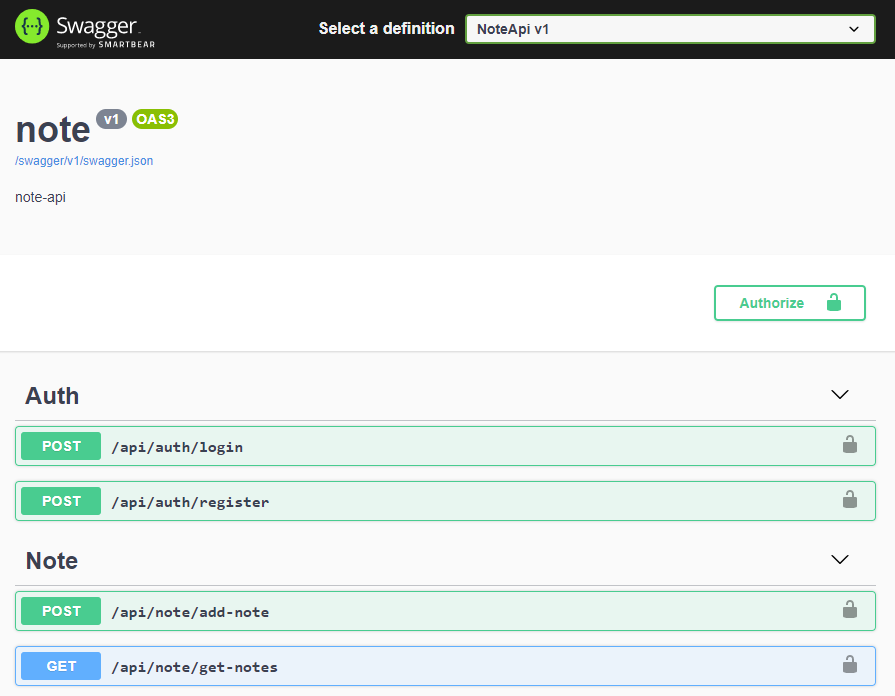 Swagger
Supported by SMARTBEAR
Select a definition
NoteApi v1
note v1 OAS3
/swagger/v1/swagger.json
note-api
Authorize
Auth
POST /api/auth/login
POST /api/auth/register
Note
POST /api/note/add-note
GET /api/note/get-notes